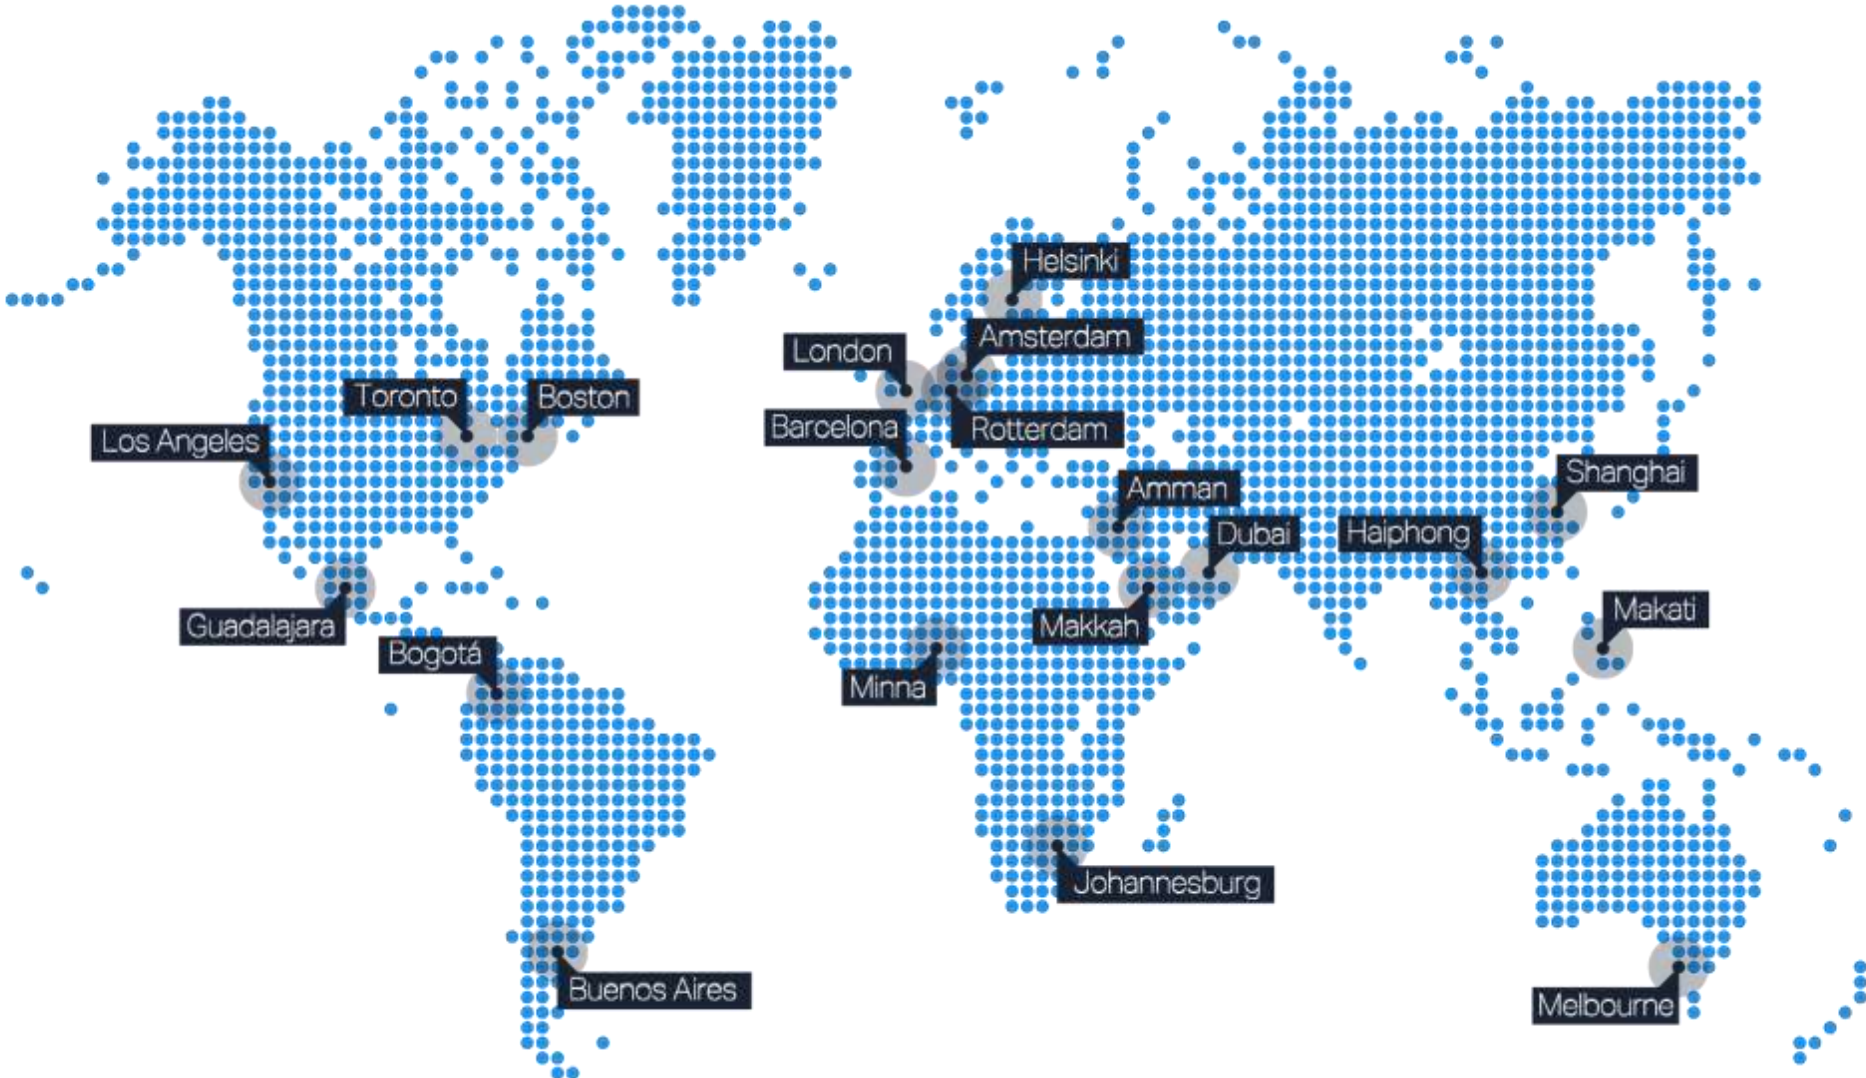 Helsinki
Amsterdam
London
Toronto
Boston
Barcelona
Rotterdam
Los Angeles
Shanghai
Amman
Dubai
Haiphong
Makati
Guadalajara
Makkah
Bogotá
Minna
Johannesburg
Buenos Aires
Melbourne